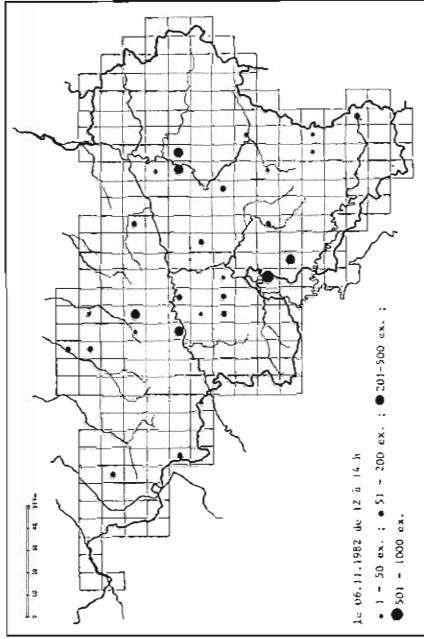 le 06.11.1982 de 12 à 14 h
• 1 - 50 ex. ; ● 51 - 200 ex. ; ● 201-500 ex. ;
● 501 - 1000 ex.